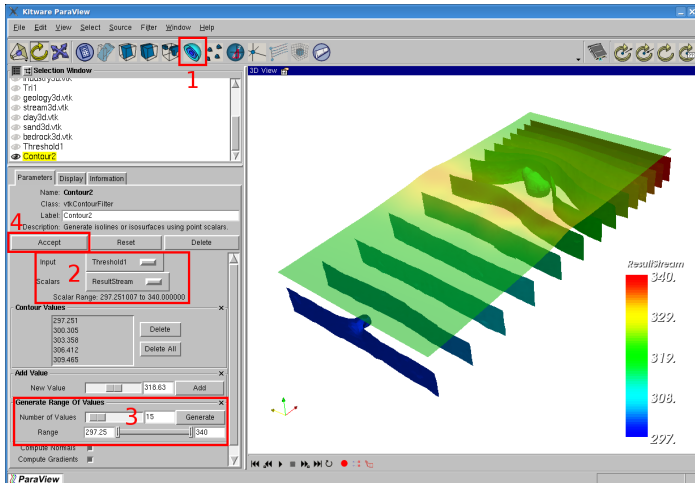 Kitware ParaView
File Edit View Select Source Filter Window Help
1
Selection Window
3D View
industry3d.vtk
Tri1
geology3d.vtk
stream3d.vtk
clay3d.vtk
sand3d.vtk
bedrock3d.vtk
Threshold1
Contour2
Parameters Display Information
Name: Contour2
Class: vtkContourFilter
Label: Contour2
4
Description: Generate isolines or isosurfaces using point scalars.
Accept Reset Delete
Input Threshold1
2
Scalars ResultStream
Scalar Range: 297.251007 to 340.000000
Contour Values
297.251
300.305
303.358
306.412
309.465
Delete
Delete All
Add Value
New Value 318.63 Add
Generate Range Of Values
Number of Values 15 Generate
3
Range 297.25 340
Compute Normals
Compute Gradients
ResultStream
340.
329.
319.
308.
297.
ParaView